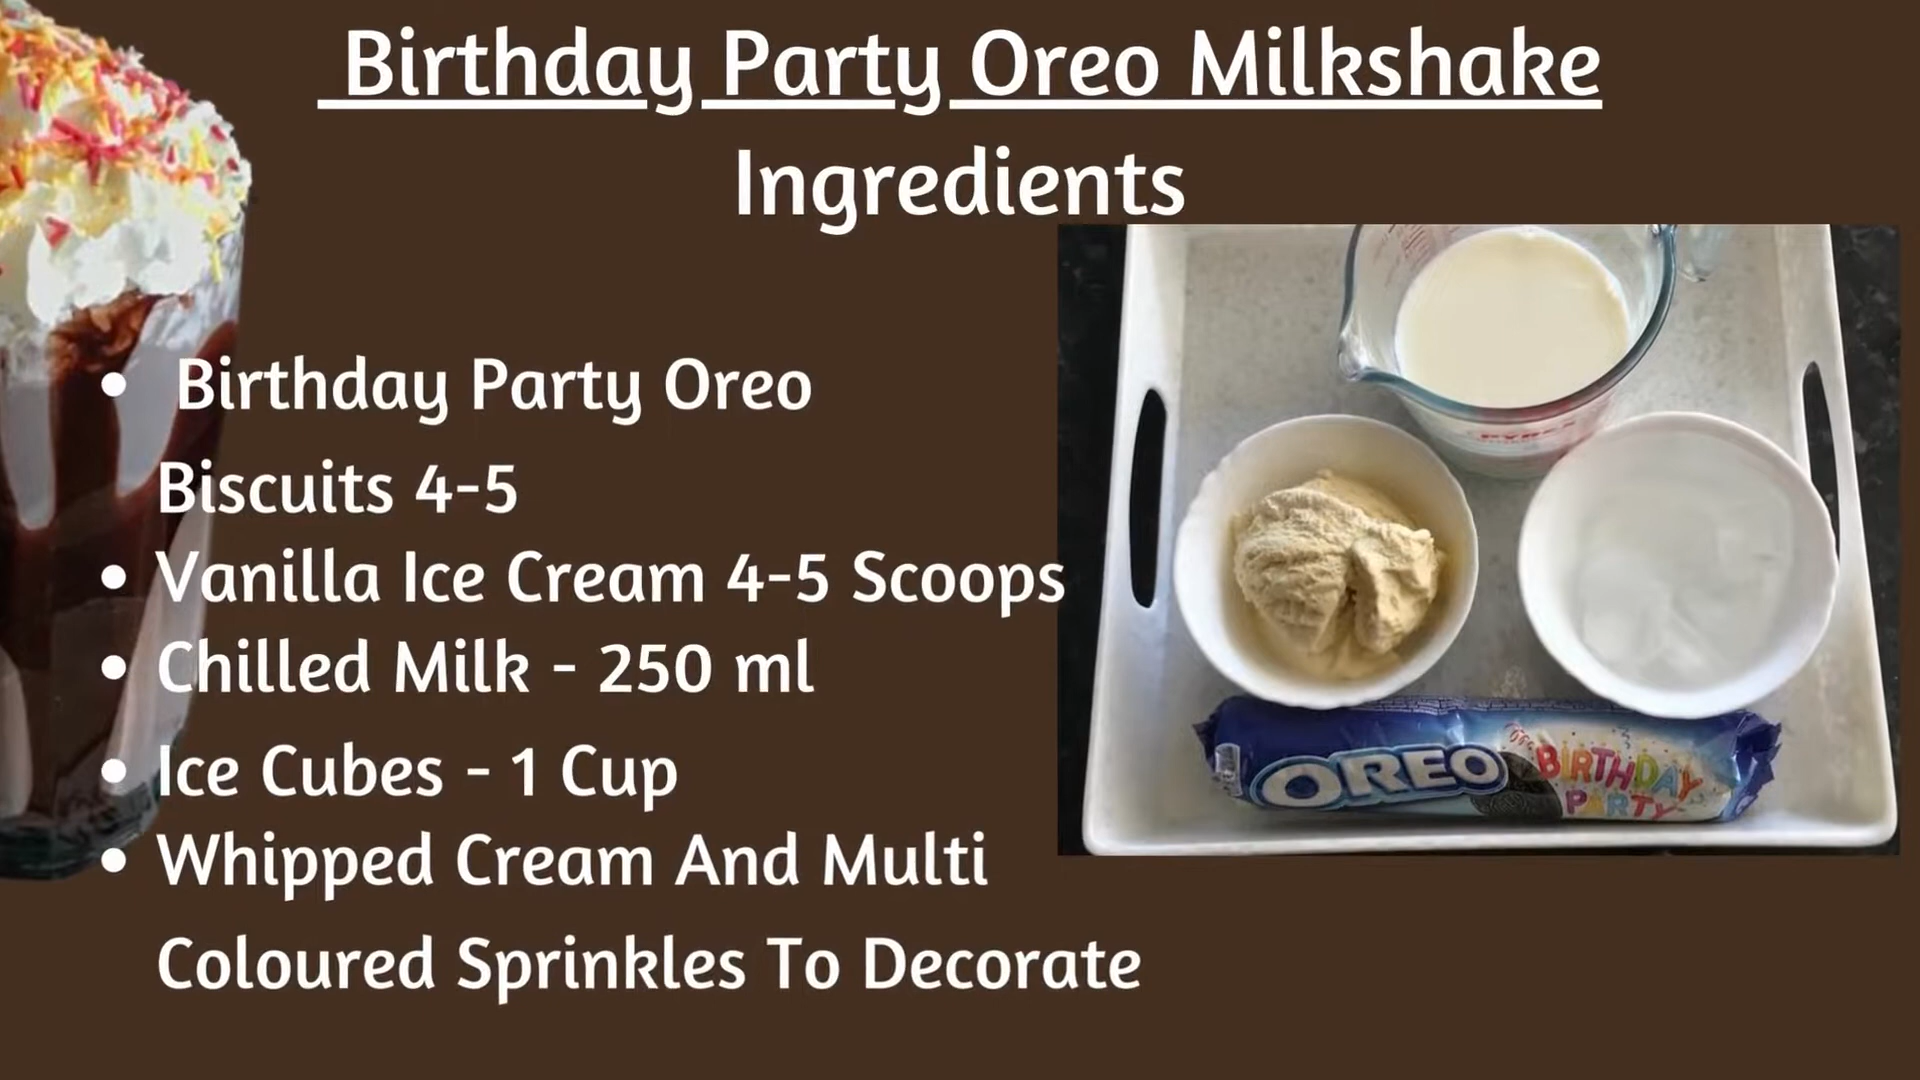 Birthday Party Oreo Milkshake
Ingredients
• Birthday Party Oreo
Biscuits 4-5
• Vanilla Ice Cream 4-5 Scoops
• Chilled Milk - 250 ml
• Ice Cubes - 1 Cup
• Whipped Cream And Multi
Coloured Sprinkles To Decorate
PYREX
OREO
BIRTHDAY
PARTY